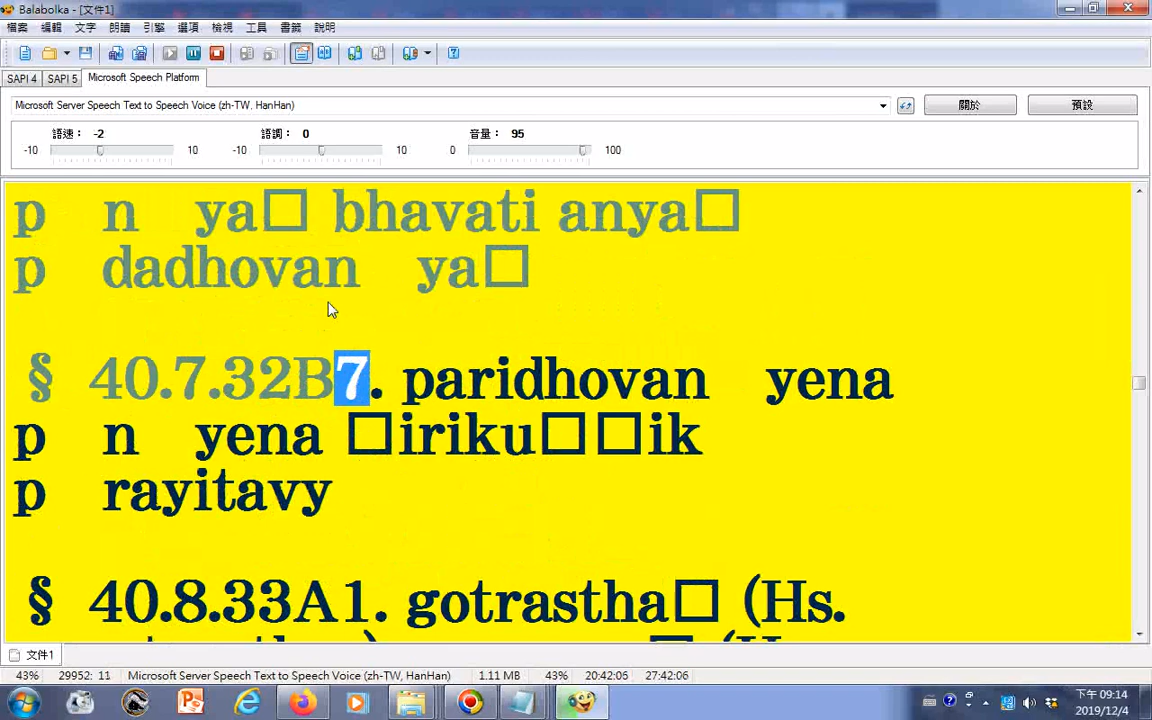 Balabolka - [文件1]
檔案 編輯 文字 朗讀 引擎 選項 檢視 工具 書籤 說明
SAPI 4 SAPI 5 Microsoft Speech Platform
Microsoft Server Speech Text to Speech Voice (zh-TW, HanHan)
關於 預設
語速： -2 語調： 0 音量： 95
-10 10 -10 10 0 100
p n ya□ bhavati anya□
p dadhovan ya□
§ 40.7.32B7. paridhovan yena
p n yena □iriku□□ik
p rayitavy
§ 40.8.33A1. gotrastha□ (Hs.
文件1
43% 29952: 11 Microsoft Server Speech Text to Speech Voice (zh-TW, HanHan) 1.11 MB 43% 20:42:06 27:42:06
下午 09:14
2019/12/4